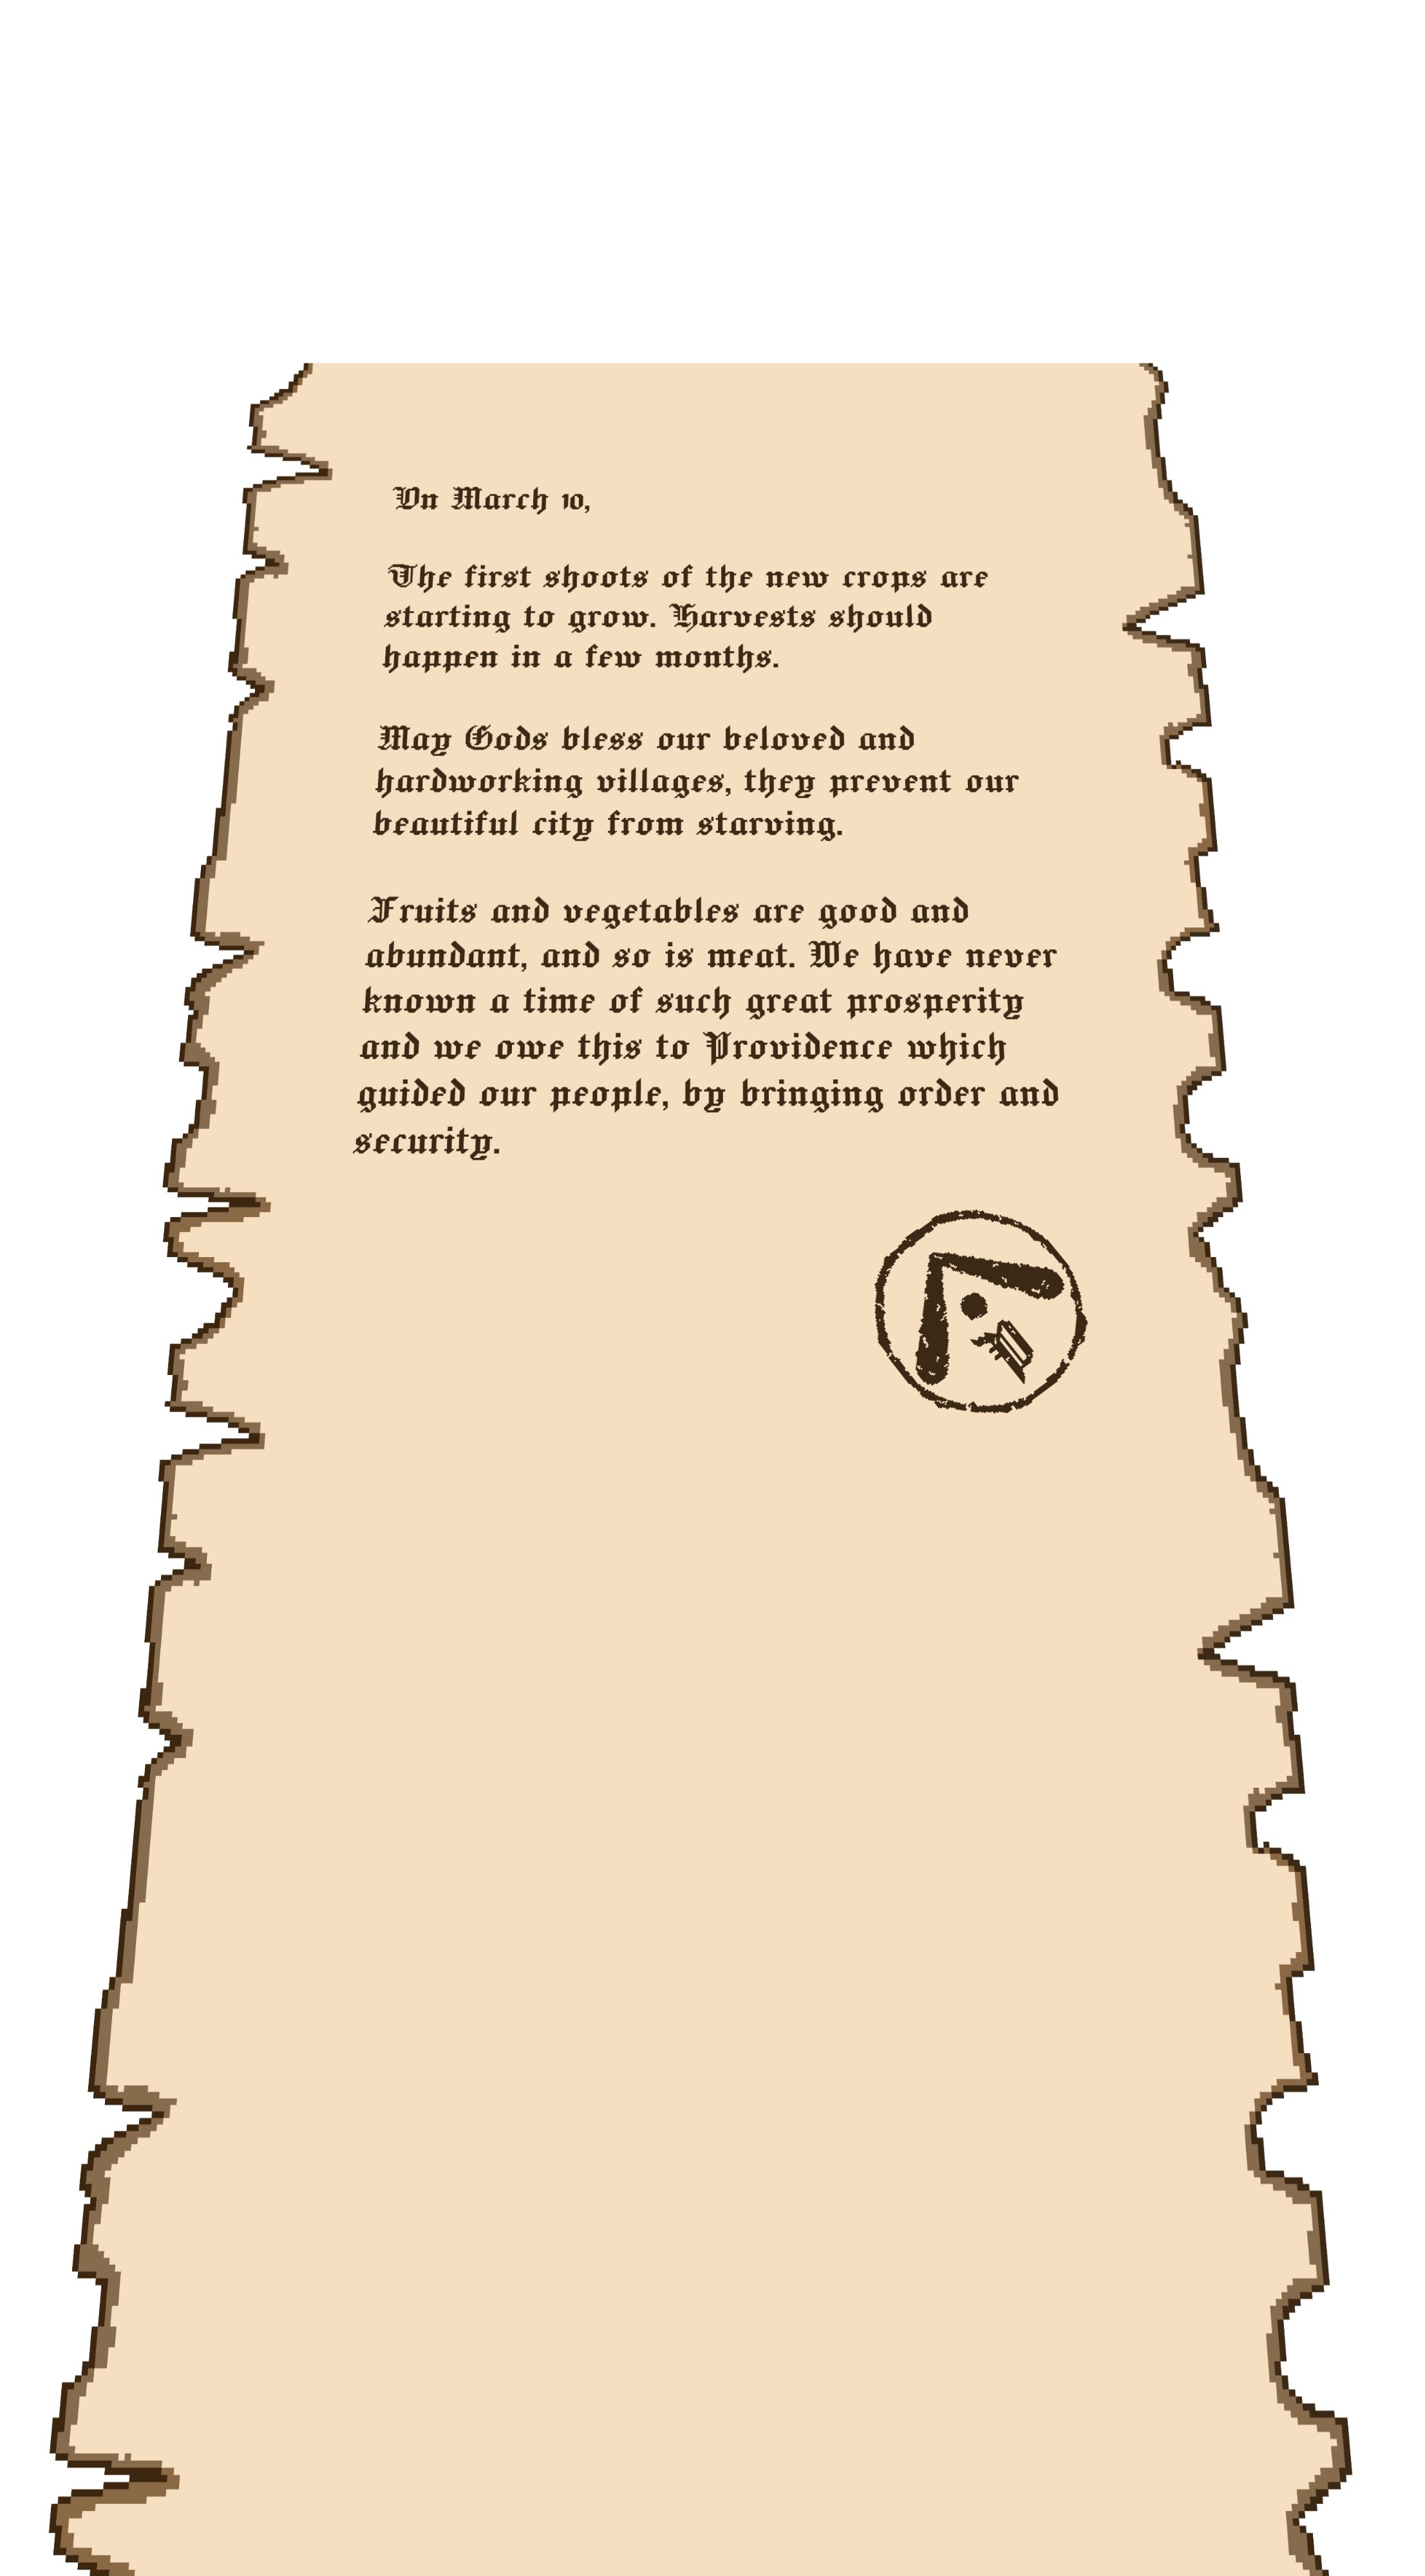 On March 10,
The first shoots of the new crops are
starting to grow. Harvests should
happen in a few months.
May Gods bless our beloved and
hardworking villages, they prevent our
beautiful city from starving.
Fruits and vegetables are good and
abundant, and so is meat. We have never
known a time of such great prosperity
and we owe this to Providence which
guided our people, by bringing order and
security.